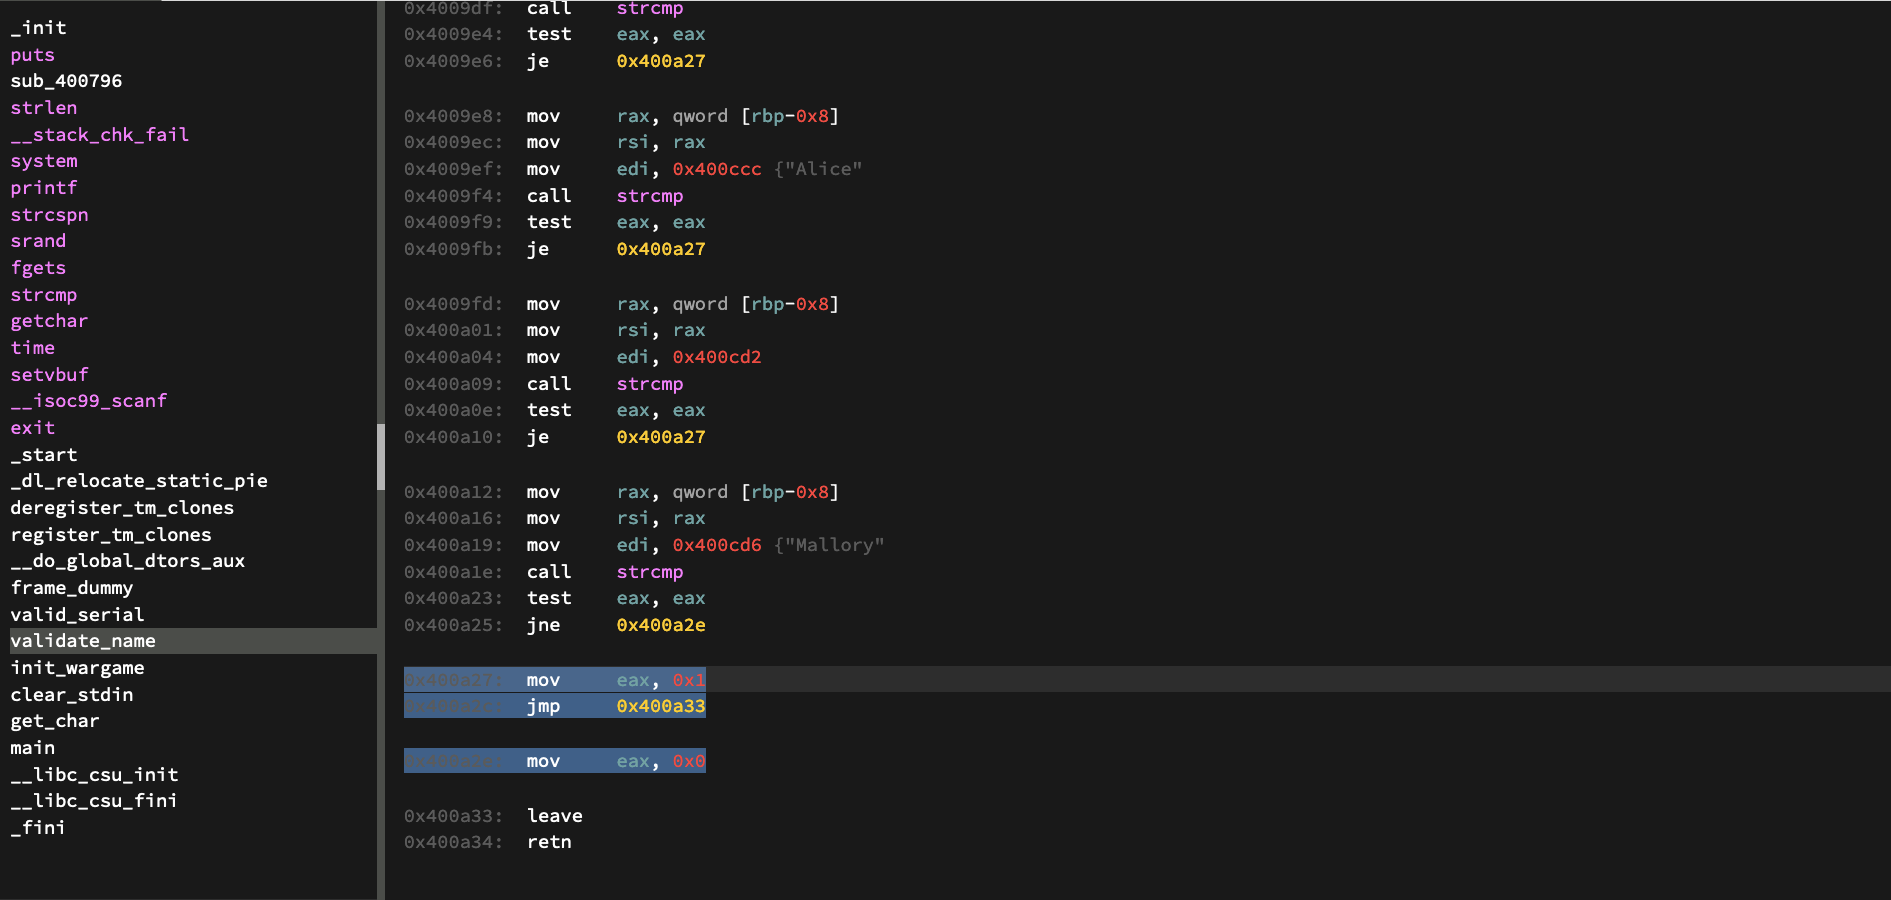 _init
puts
sub_400796
strlen
__stack_chk_fail
system
printf
strcspn
srand
fgets
strcmp
getchar
time
setvbuf
__isoc99_scanf
exit
_start
_dl_relocate_static_pie
deregister_tm_clones
register_tm_clones
__do_global_dtors_aux
frame_dummy
valid_serial
validate_name
init_wargame
clear_stdin
get_char
main
__libc_csu_init
__libc_csu_fini
_fini
0x4009df: call strcmp
0x4009e4: test eax, eax
0x4009e6: je 0x400a27
0x4009e8: mov rax, qword [rbp-0x8]
0x4009ec: mov rsi, rax
0x4009ef: mov edi, 0x400ccc {"Alice"
0x4009f4: call strcmp
0x4009f9: test eax, eax
0x4009fb: je 0x400a27
0x4009fd: mov rax, qword [rbp-0x8]
0x400a01: mov rsi, rax
0x400a04: mov edi, 0x400cd2
0x400a09: call strcmp
0x400a0e: test eax, eax
0x400a10: je 0x400a27
0x400a12: mov rax, qword [rbp-0x8]
0x400a16: mov rsi, rax
0x400a19: mov edi, 0x400cd6 {"Mallory"
0x400a1e: call strcmp
0x400a23: test eax, eax
0x400a25: jne 0x400a2e
0x400a27: mov eax, 0x1
jmp 0x400a33
mov eax, 0x0
0x400a33: leave
0x400a34: retn